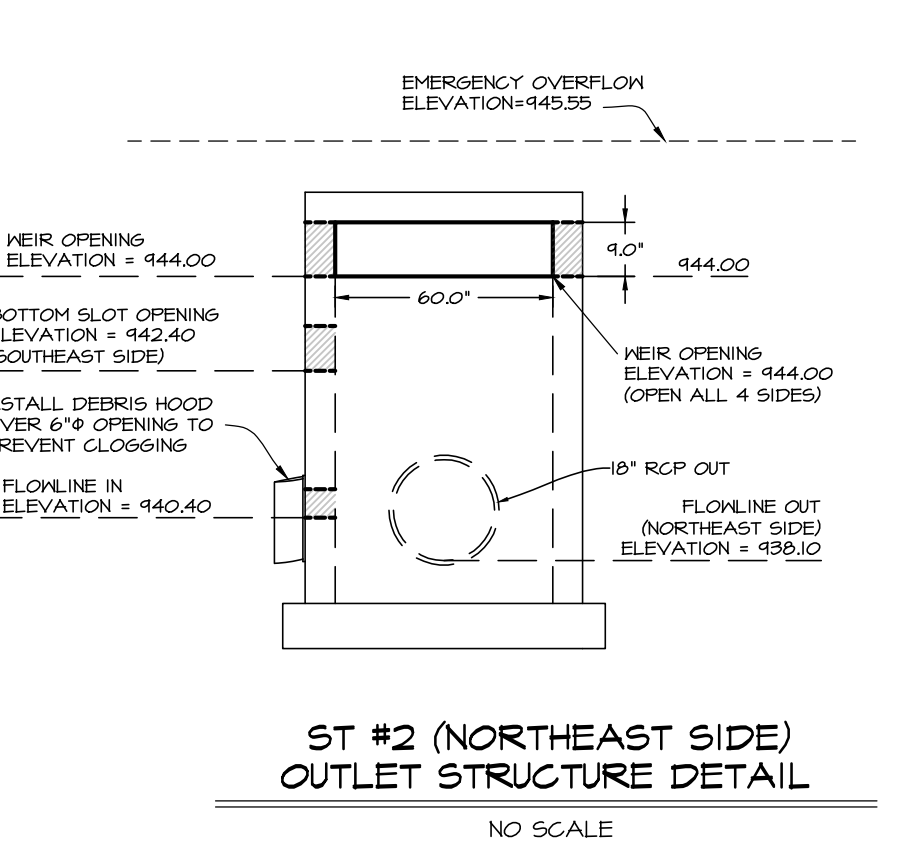 EMERGENCY OVERFLOW
ELEVATION=945.55
WEIR OPENING
ELEVATION = 944.00
9.0"
944.00
60.0"
BOTTOM SLOT OPENING
LEVATION = 942.40
SOUTHEAST SIDE)
WEIR OPENING
ELEVATION = 944.00
(OPEN ALL 4 SIDES)
STALL DEBRIS HOOD
VER 6"Φ OPENING TO
REVENT CLOGGING
18" RCP OUT
FLOWLINE IN
ELEVATION = 940.40
FLOWLINE OUT
(NORTHEAST SIDE)
ELEVATION = 938.10
ST #2 (NORTHEAST SIDE)
OUTLET STRUCTURE DETAIL
NO SCALE